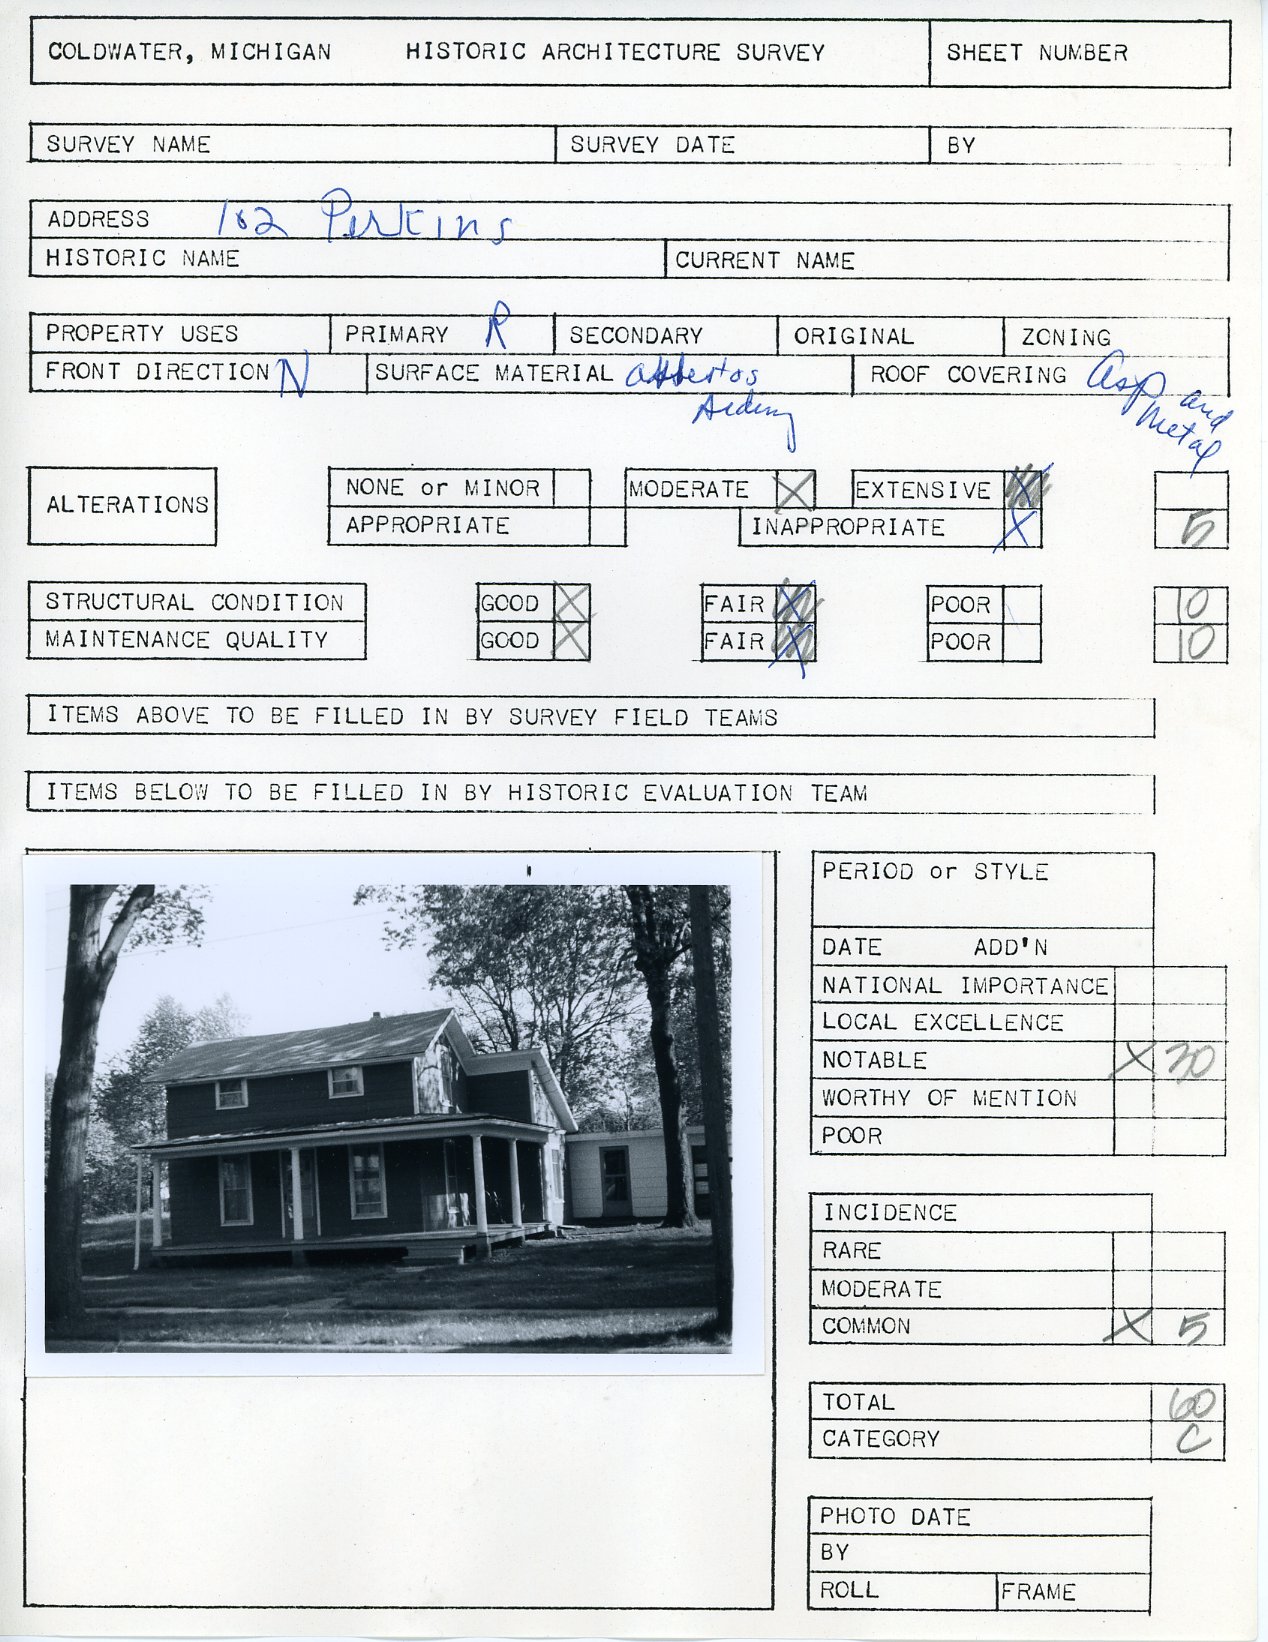 COLDWATER, MICHIGAN HISTORIC ARCHITECTURE SURVEY SHEET NUMBER
SURVEY NAME SURVEY DATE BY
ADDRESS 182 Perkins
HISTORIC NAME CURRENT NAME
PROPERTY USES PRIMARY R SECONDARY ORIGINAL ZONING
FRONT DIRECTION N SURFACE MATERIAL ROOF COVERING Asp and
Metal
ALTERATIONS NONE or MINOR MODERATE X EXTENSIVE X
APPROPRIATE INAPPROPRIATE X 5
STRUCTURAL CONDITION GOOD X FAIR X POOR 10
MAINTENANCE QUALITY GOOD X FAIR X POOR 10
ITEMS ABOVE TO BE FILLED IN BY SURVEY FIELD TEAMS
ITEMS BELOW TO BE FILLED IN BY HISTORIC EVALUATION TEAM
PERIOD or STYLE
DATE ADD'N
NATIONAL IMPORTANCE
LOCAL EXCELLENCE
NOTABLE X 30
WORTHY OF MENTION
POOR
INCIDENCE
RARE
MODERATE
COMMON X 5
TOTAL 60
CATEGORY C
PHOTO DATE
BY
ROLL FRAME